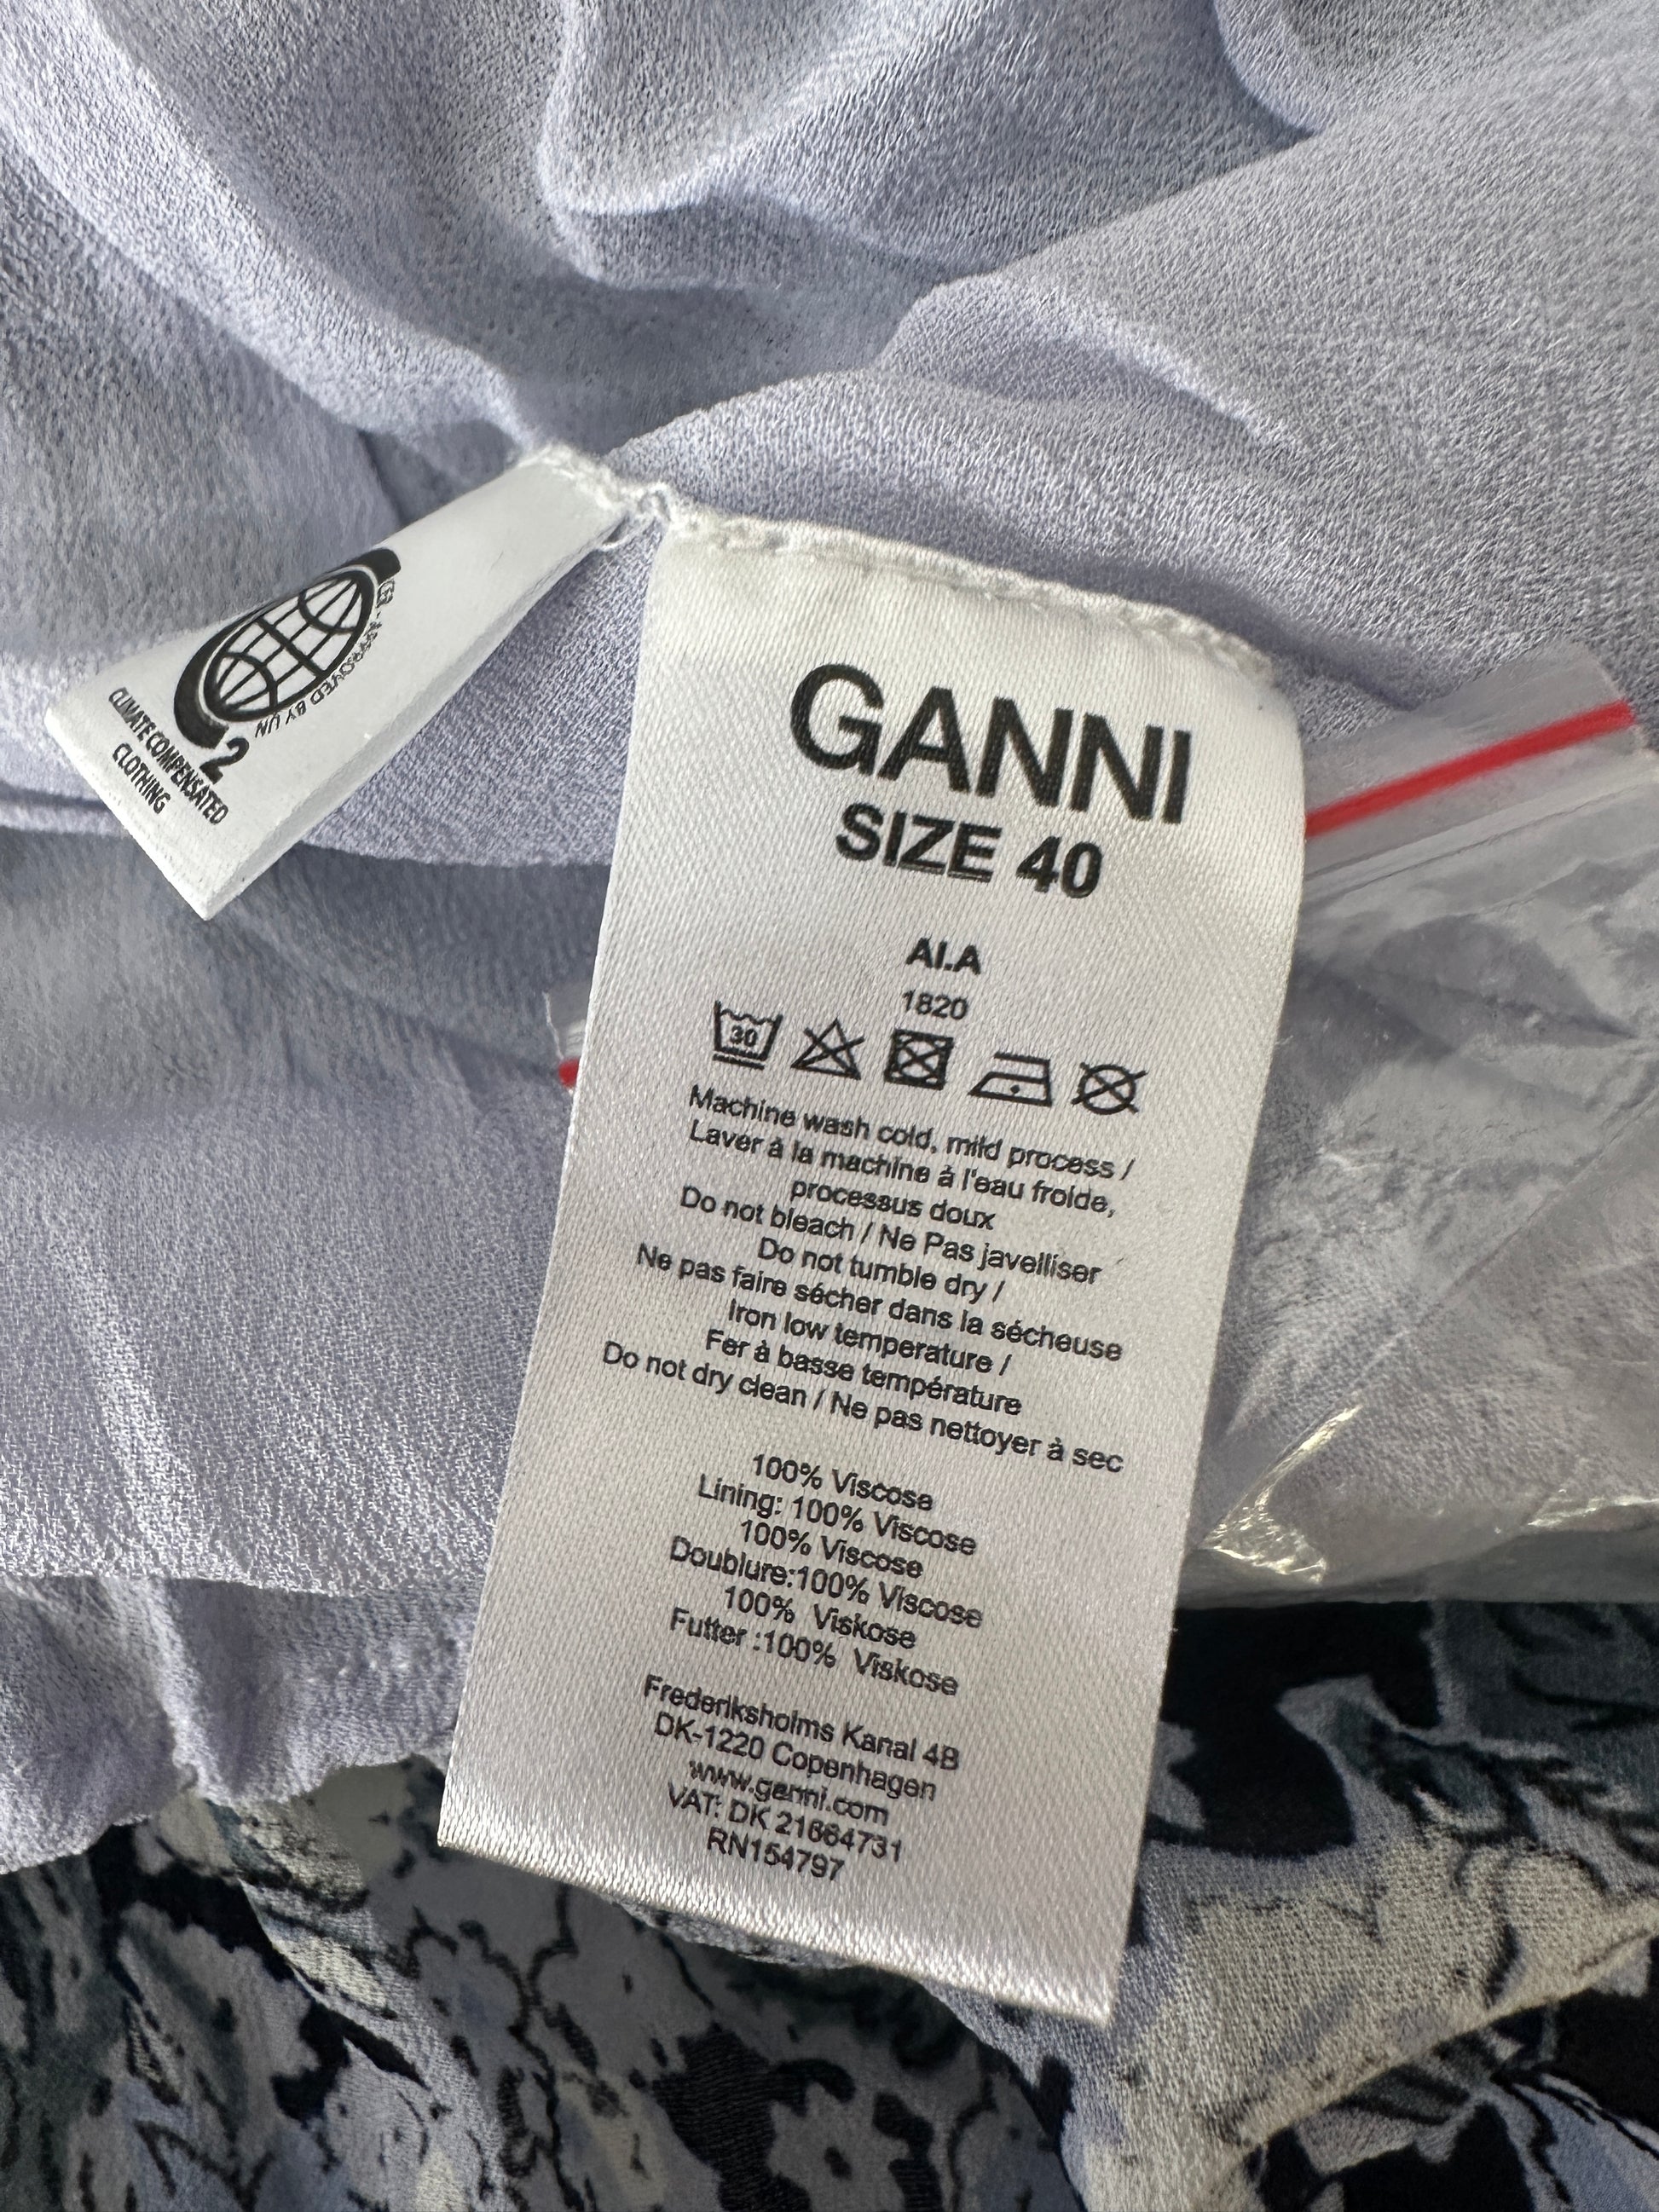 APPROVED BY UN
2
CLIMATE COMPENSATED
CLOTHING
GANNI
SIZE 40
AI.A
1820
30
Machine wash cold, mild process /
Laver à la machine à l'eau froide,
processus doux
Do not bleach / Ne Pas javelliser
Do not tumble dry /
Ne pas faire sécher dans la sécheuse
Iron low temperature /
Fer à basse température
Do not dry clean / Ne pas nettoyer à sec
100% Viscose
Lining: 100% Viscose
100% Viscose
Doublure:100% Viscose
100% Viskose
Futter :100% Viskose
Frederiksholms Kanal 4B
DK-1220 Copenhagen
www.ganni.com
VAT: DK 21664731
RN154797